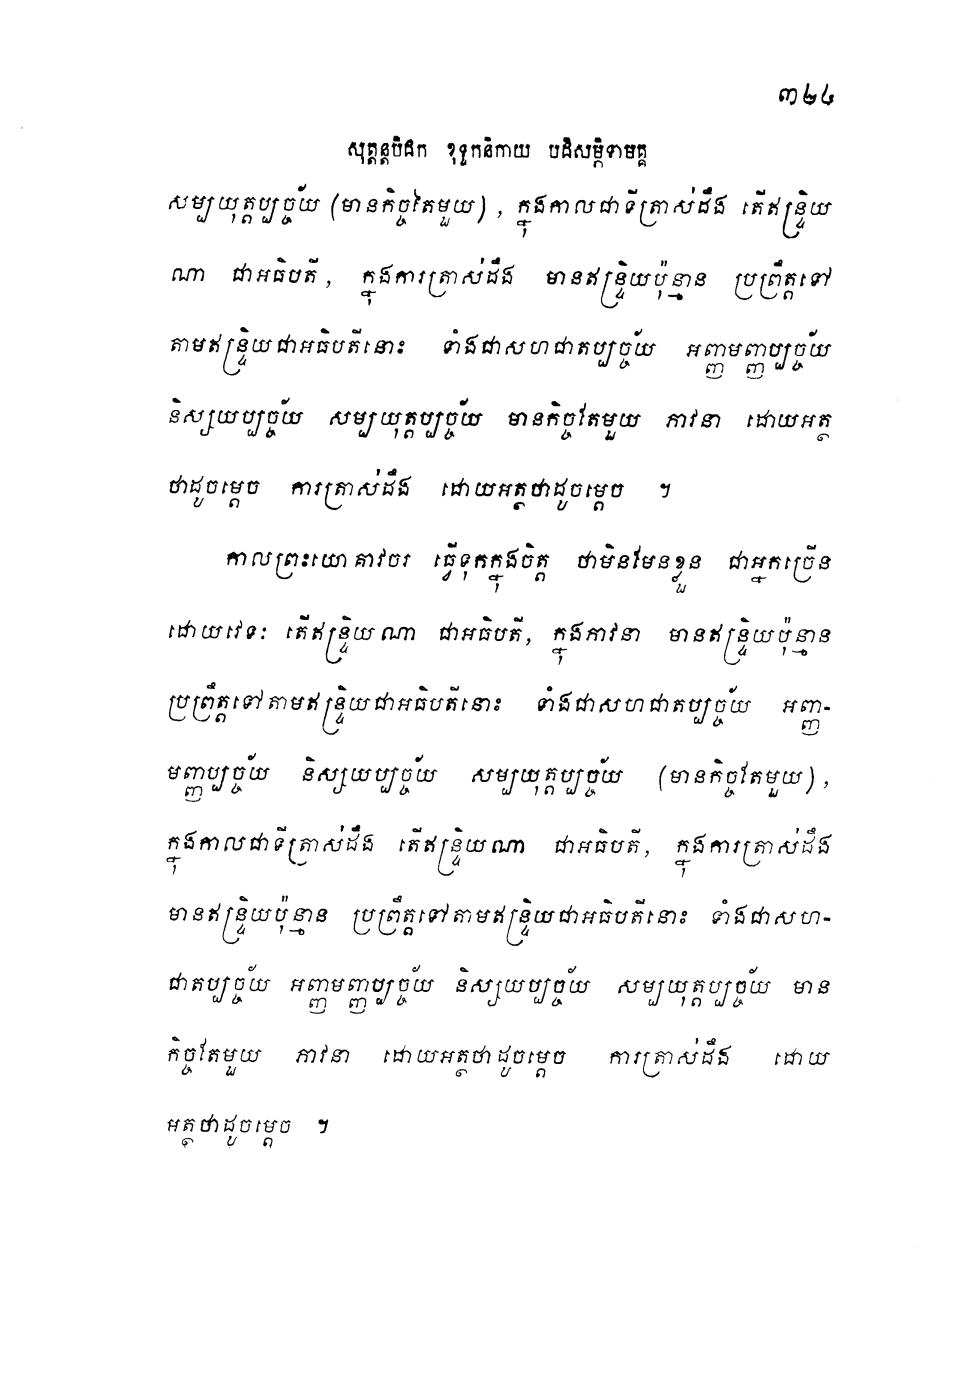 ៣២៤
សុត្តន្តបិដក ខុទ្ទកនិកាយ បដិសម្ភិទាមគ្គ
សម្បយុត្តប្បច្ច័យ (មានកិច្ចតែមួយ) , ក្នុងកាលជាទីត្រាស់ដឹង តើឥន្ទ្រិយ
ណា ជាអធិបតី , ក្នុងការត្រាស់ដឹង មានឥន្ទ្រិយប៉ុន្មាន ប្រព្រឹត្តទៅ
តាមឥន្ទ្រិយជាអធិបតីនោះ ទាំងជាសហជាតប្បច្ច័យ អញ្ញមញ្ញប្បច្ច័យ
និស្សយប្បច្ច័យ សម្បយុត្តប្បច្ច័យ មានកិច្ចតែមួយ ភាវនា ដោយអត្ថ
ថាដូចម្តេច ការត្រាស់ដឹង ដោយអត្ថថាដូចម្តេច ។
កាលព្រះយោគាវចរ ធ្វើទុកក្នុងចិត្ត ថាមិនមែនខ្លួន ជាអ្នកច្រើន
ដោយវេទៈ តើឥន្ទ្រិយណា ជាអធិបតី , ក្នុងភាវនា មានឥន្ទ្រិយប៉ុន្មាន
ប្រព្រឹត្តទៅតាមឥន្ទ្រិយជាអធិបតីនោះ ទាំងជាសហជាតប្បច្ច័យ អញ្ញ-
មញ្ញប្បច្ច័យ និស្សយប្បច្ច័យ សម្បយុត្តប្បច្ច័យ (មានកិច្ចតែមួយ) ,
ក្នុងកាលជាទីត្រាស់ដឹង តើឥន្ទ្រិយណា ជាអធិបតី , ក្នុងការត្រាស់ដឹង
មានឥន្ទ្រិយប៉ុន្មាន ប្រព្រឹត្តទៅតាមឥន្ទ្រិយជាអធិបតីនោះ ទាំងជាសហ-
ជាតប្បច្ច័យ អញ្ញមញ្ញប្បច្ច័យ និស្សយប្បច្ច័យ សម្បយុត្តប្បច្ច័យ មាន
កិច្ចតែមួយ ភាវនា ដោយអត្ថថាដូចម្តេច ការត្រាស់ដឹង ដោយ
អត្ថថាដូចម្តេច ។